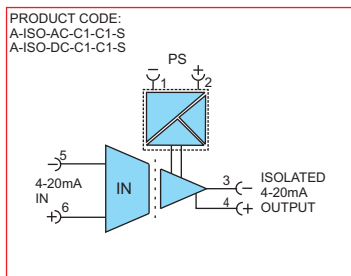 PRODUCT CODE:
A-ISO-AC-C1-C1-S
A-ISO-DC-C1-C1-S
PS
− +
1 2
− 5
4-20mA
IN
+ 6
IN
3 −
4 +
ISOLATED
4-20mA
OUTPUT